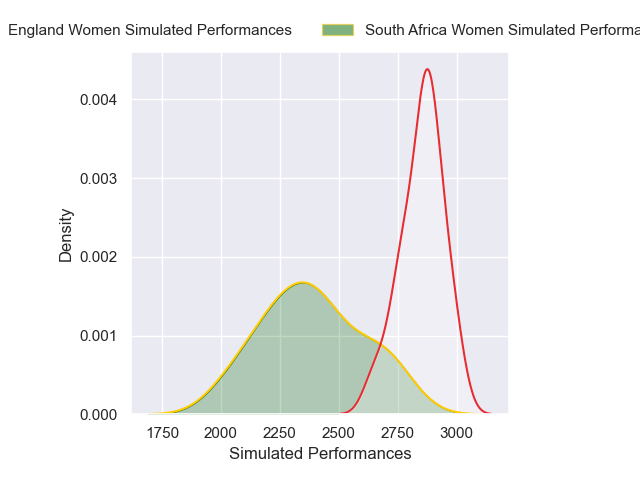 England Women Simulated Performances
South Africa Women Simulated Performa
0.004
0.003
0.002
0.001
0.000
Density
1750 2000 2250 2500 2750 3000
Simulated Performances